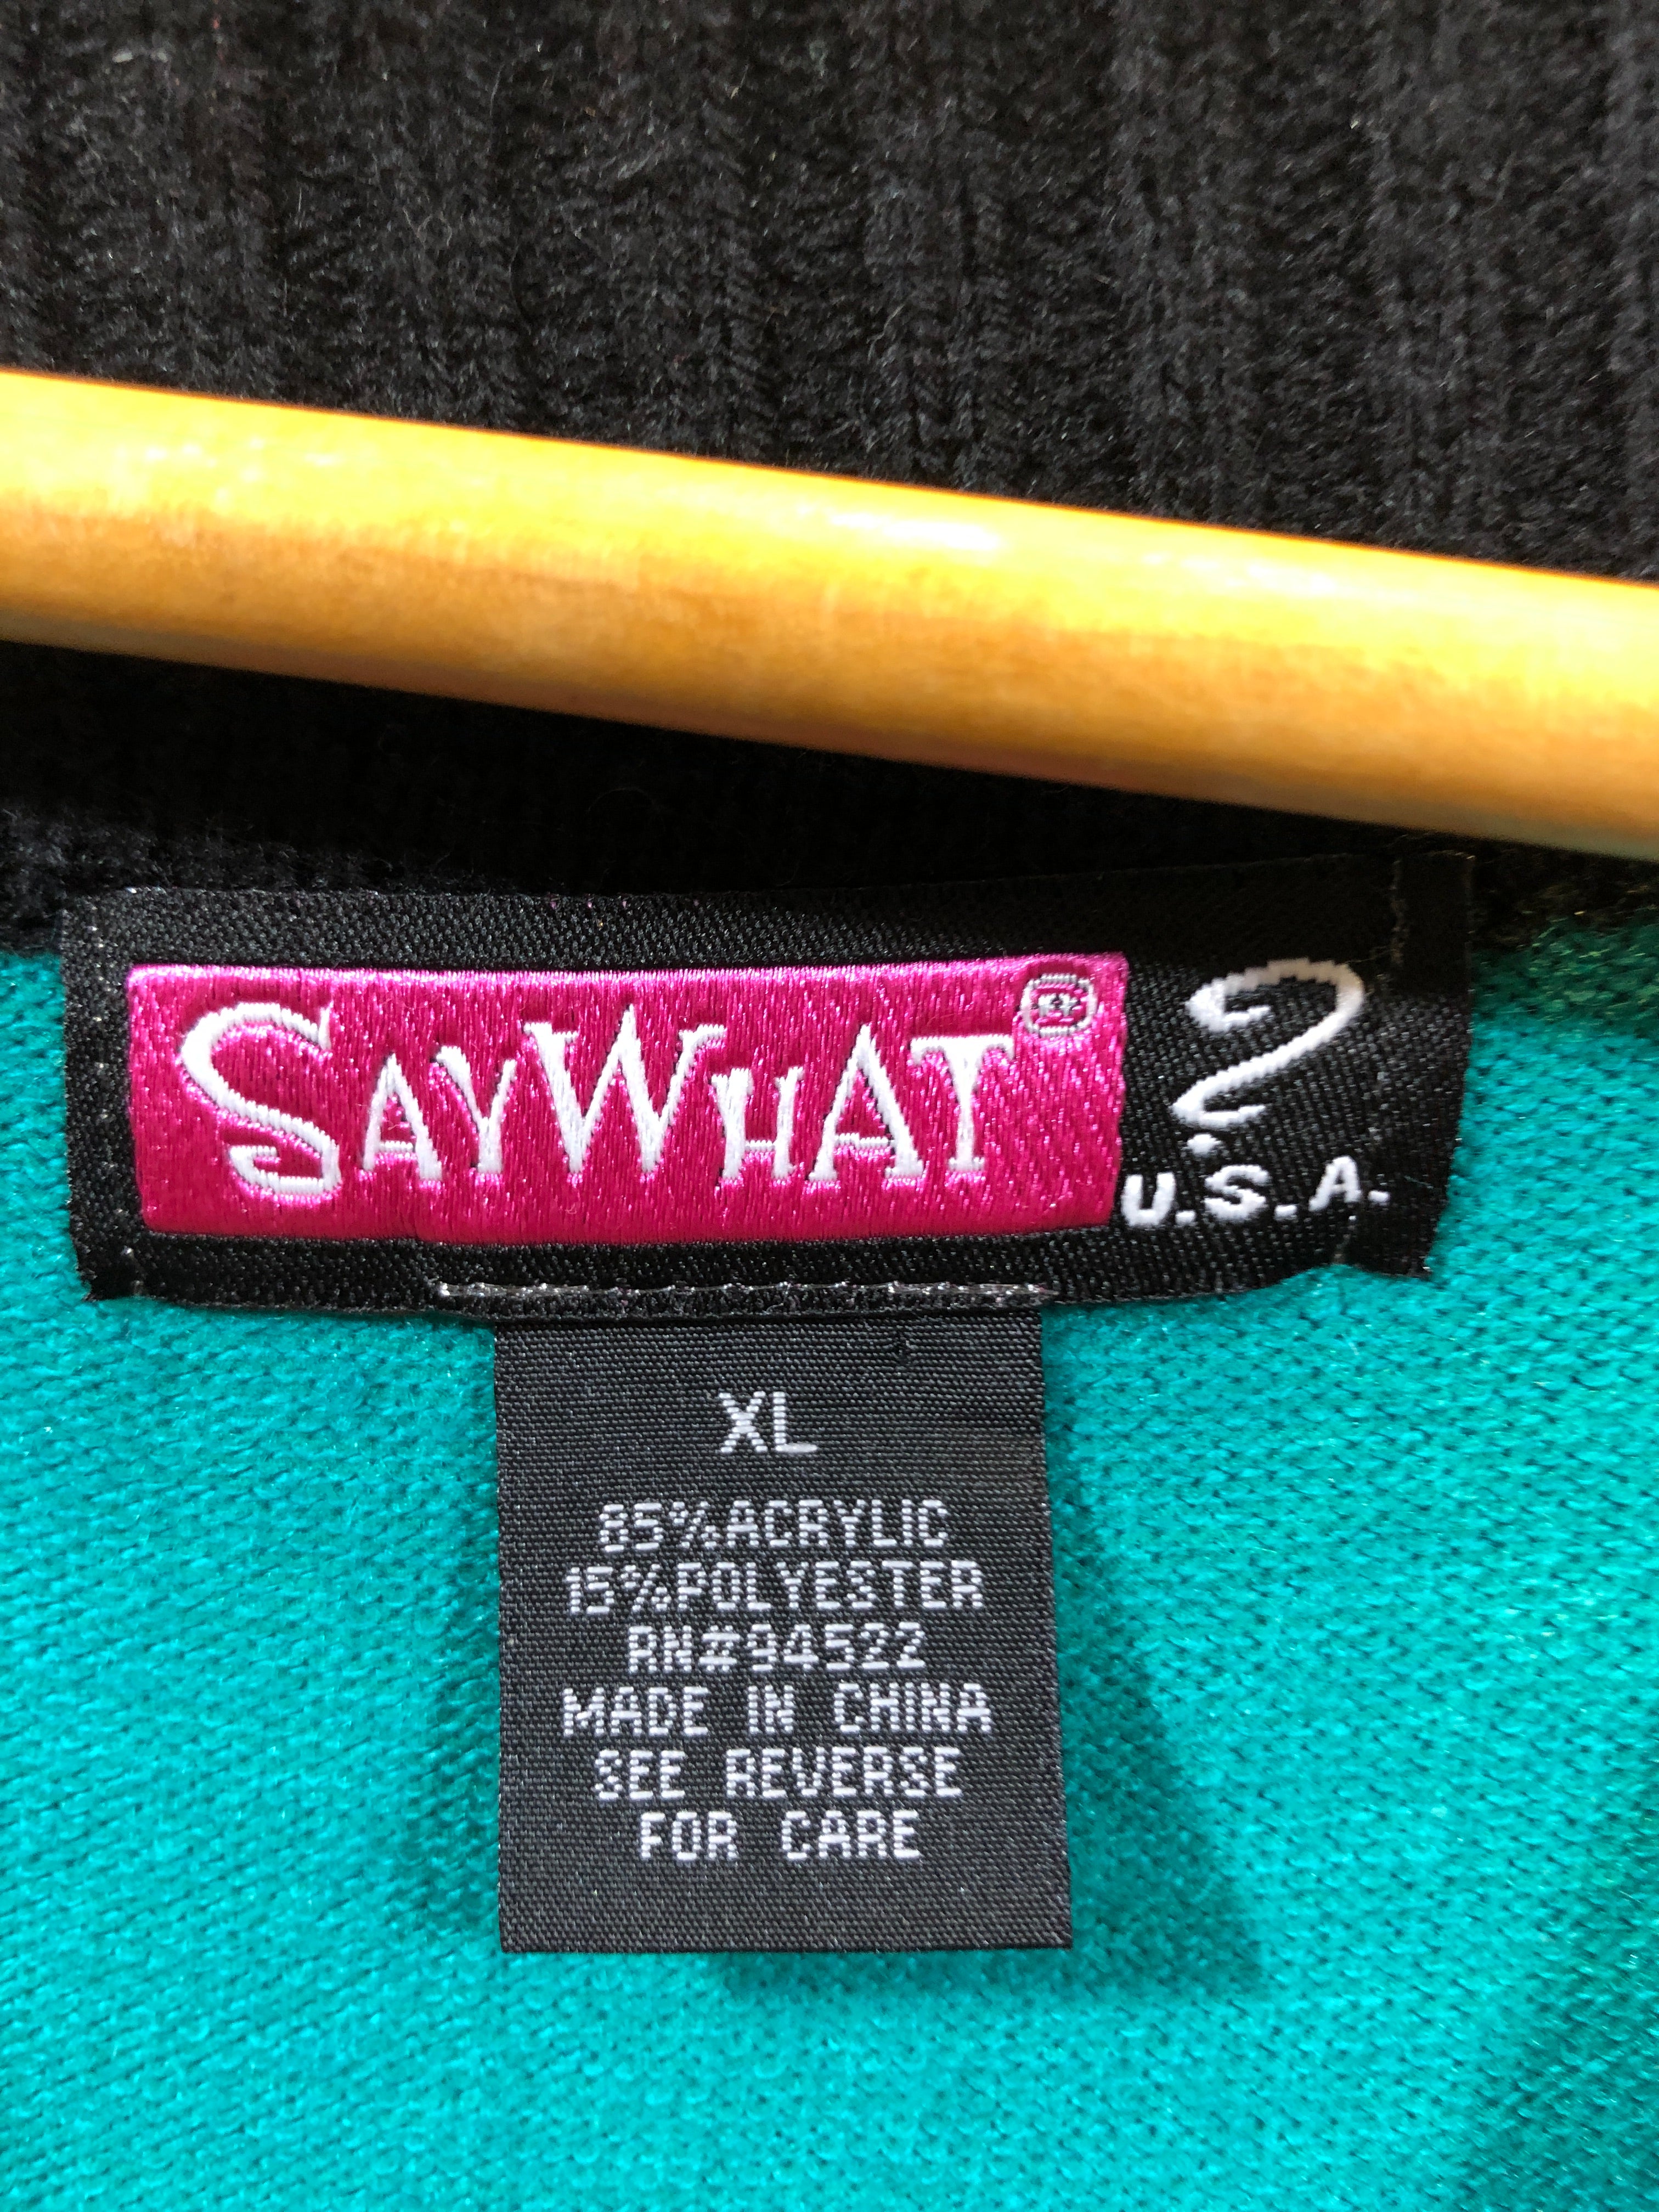 SAYWHAT® ?
U.S.A.
XL
85%ACRYLIC
15%POLYESTER
RN#94522
MADE IN CHINA
SEE REVERSE
FOR CARE